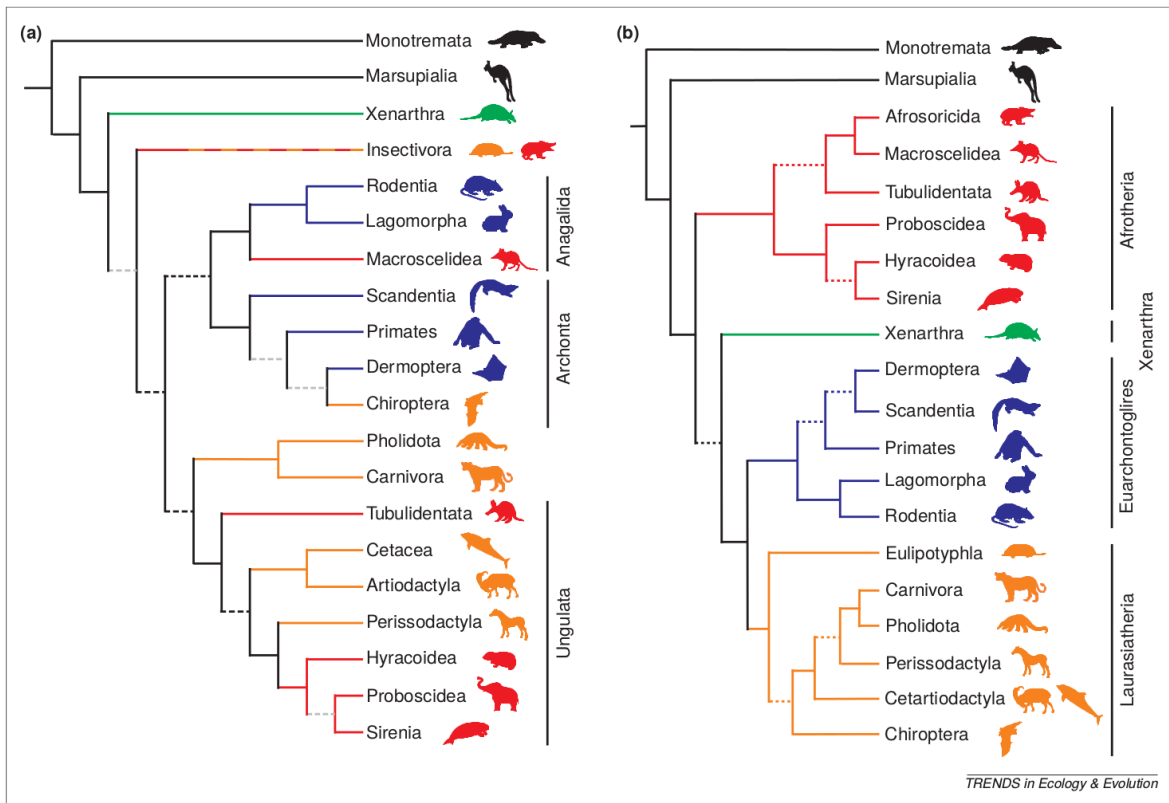 (a)
Monotremata
Marsupialia
Xenarthra
Insectivora
Rodentia
Lagomorpha
Macroscelidea
Scandentia
Primates
Dermoptera
Chiroptera
Pholidota
Carnivora
Tubulidentata
Cetacea
Artiodactyla
Perissodactyla
Hyracoidea
Proboscidea
Sirenia
Anagalida
Archonta
Ungulata
(b)
Monotremata
Marsupialia
Afrosoricida
Macroscelidea
Tubulidentata
Proboscidea
Hyracoidea
Sirenia
Xenarthra
Dermoptera
Scandentia
Primates
Lagomorpha
Rodentia
Eulipotyphla
Carnivora
Pholidota
Perissodactyla
Cetartiodactyla
Chiroptera
Afrotheria
Xenarthra
Euarchontoglires
Laurasiatheria
TRENDS in Ecology & Evolution